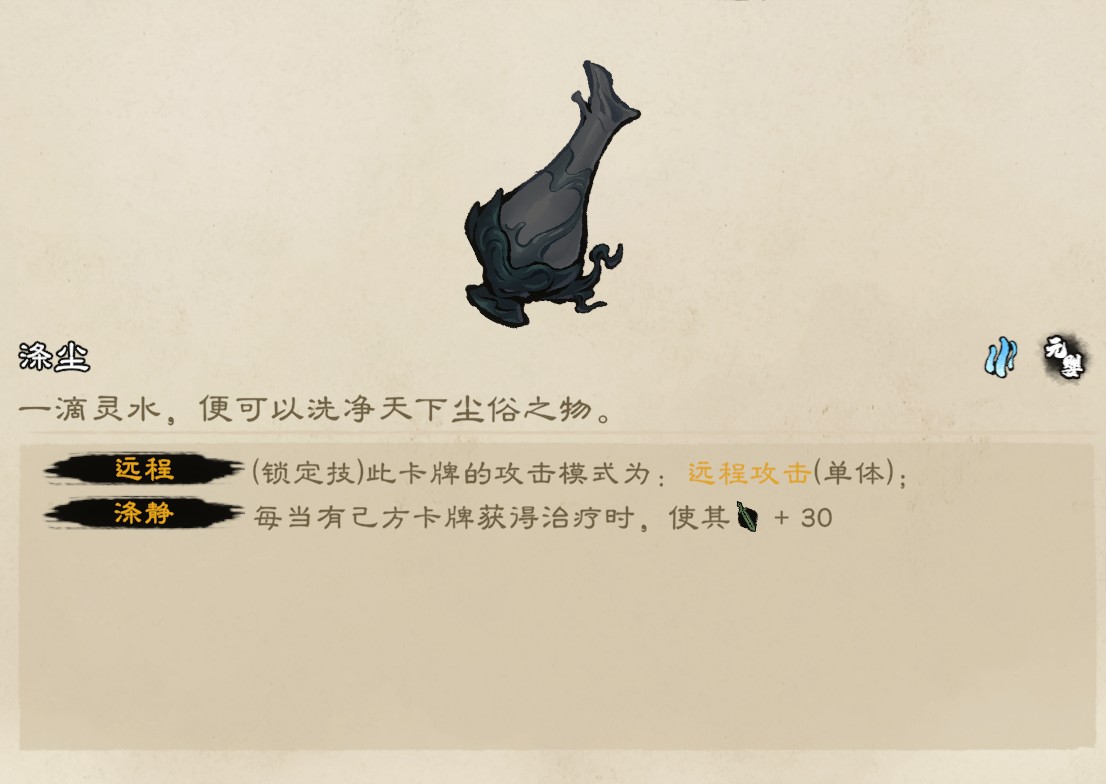 涤尘
元婴
一滴灵水，便可以洗净天下尘俗之物。
远程 (锁定技)此卡牌的攻击模式为：远程攻击(单体)；
涤静 每当有己方卡牌获得治疗时，使其 + 30